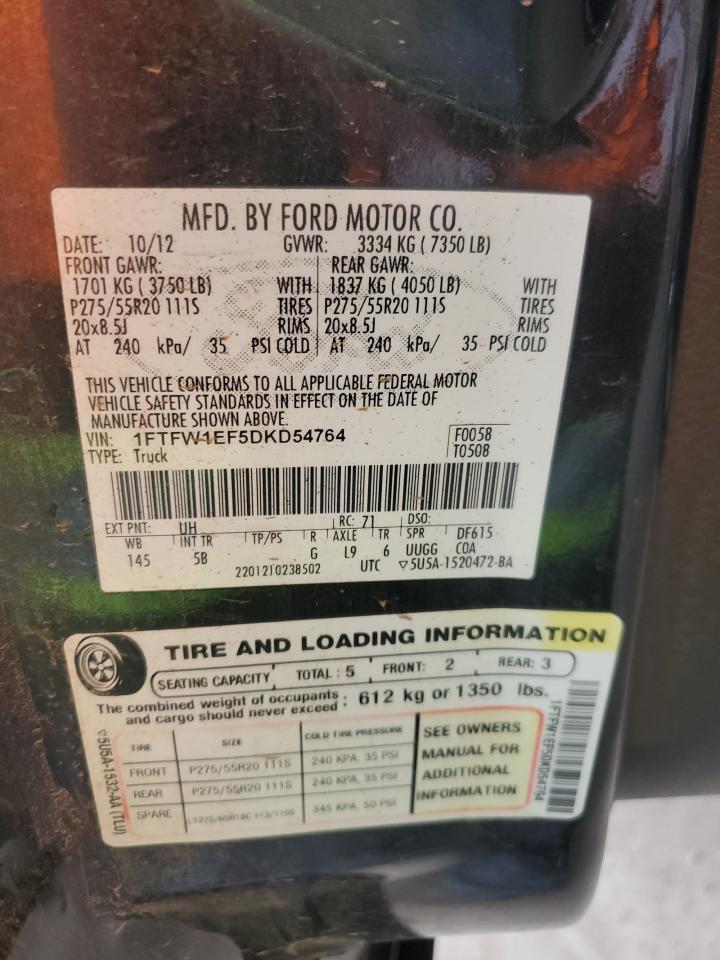 MFD. BY FORD MOTOR CO.
DATE: 10/12 GVWR: 3334 KG ( 7350 LB)
FRONT GAWR: REAR GAWR:
1701 KG ( 3750 LB) WITH 1837 KG ( 4050 LB) WITH
P275/55R20 111S TIRES P275/55R20 111S TIRES
20x8.5J RIMS 20x8.5J RIMS
AT 240 kPa/ 35 PSI COLD AT 240 kPa/ 35 PSI COLD
THIS VEHICLE CONFORMS TO ALL APPLICABLE FEDERAL MOTOR
VEHICLE SAFETY STANDARDS IN EFFECT ON THE DATE OF
MANUFACTURE SHOWN ABOVE.
VIN: 1FTFW1EF5DKD54764 F0058
TYPE: Truck T0508
EXT PNT: UH RC: 71 DSO:
WB INT TR TP/PS R AXLE TR SPR DF615
145 5B G L9 6 UUGG COA
2201210238502 UTC ▽5U5A-1520472-BA
TIRE AND LOADING INFORMATION
SEATING CAPACITY TOTAL : 5 FRONT: 2 REAR: 3
The combined weight of occupants
and cargo should never exceed : 612 kg or 1350 lbs.
TIRE SIZE COLD TIRE PRESSURE
FRONT P275/55R20 111S 240 KPA, 35 PSI
REAR P275/55R20 111S 240 KPA, 35 PSI
SPARE 345 KPA, 50 PSI
SEE OWNERS
MANUAL FOR
ADDITIONAL
INFORMATION
▽5U5A-1532-AA (TLU)